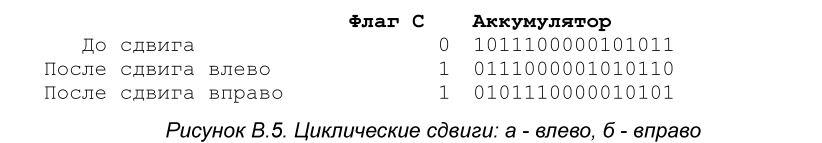 Флаг C Аккумулятор
До сдвига 0 1011100000101011
После сдвига влево 1 0111000001010110
После сдвига вправо 1 0101110000010101
Рисунок В.5. Циклические сдвиги: а - влево, б - вправо